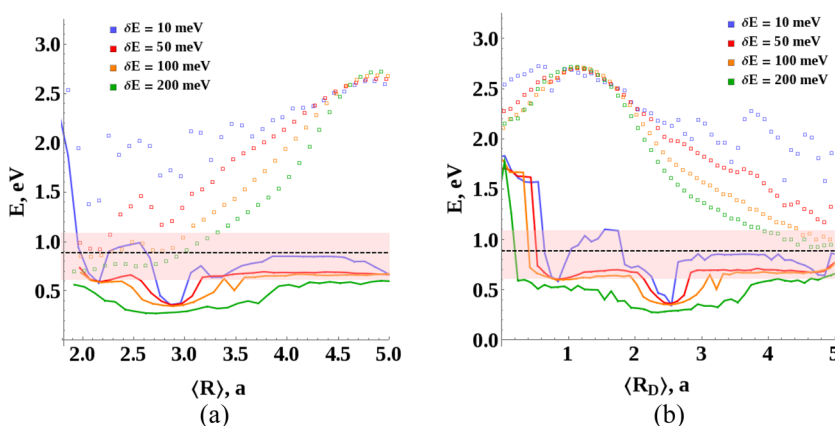 δE = 10 meV
δE = 50 meV
δE = 100 meV
δE = 200 meV
E, eV
3.0
2.5
2.0
1.5
1.0
0.5
2.0 2.5 3.0 3.5 4.0 4.5 5.0
⟨R⟩, a
(a)
δE = 10 meV
δE = 50 meV
δE = 100 meV
δE = 200 meV
E, eV
3.0
2.5
2.0
1.5
1.0
0.5
0.0
1 2 3 4 5
⟨R_D⟩, a
(b)